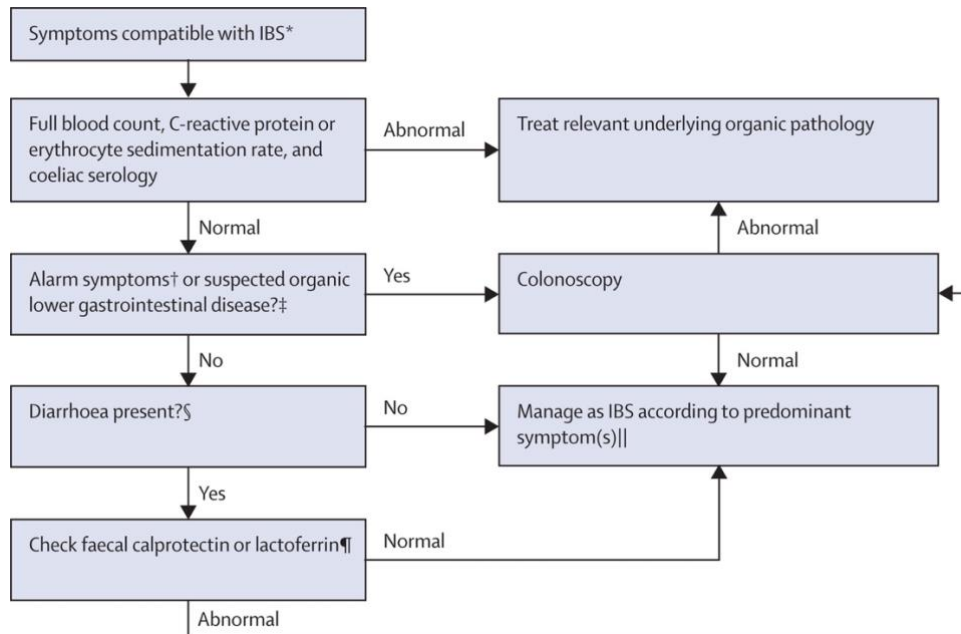 Symptoms compatible with IBS*
Full blood count, C-reactive protein or
erythrocyte sedimentation rate, and
coeliac serology
Abnormal
Treat relevant underlying organic pathology
Normal
Abnormal
Alarm symptoms† or suspected organic
lower gastrointestinal disease?‡
Yes
Colonoscopy
No
Normal
Diarrhoea present?§
No
Manage as IBS according to predominant
symptom(s)||
Yes
Check faecal calprotectin or lactoferrin¶
Normal
Abnormal